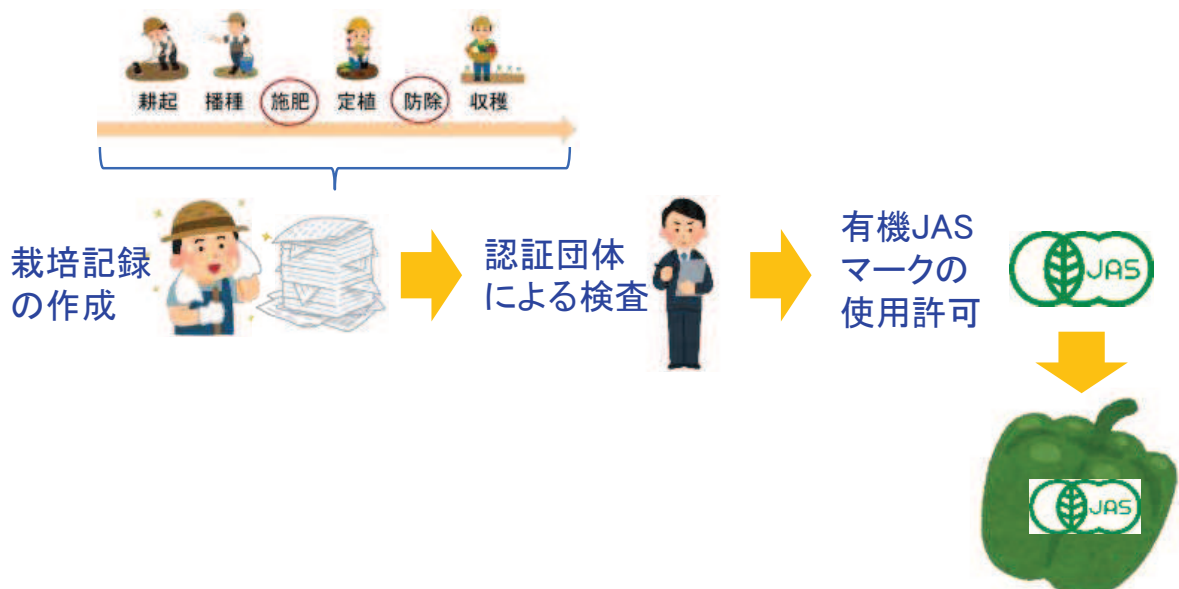 耕起 播種 施肥 定植 防除 収穫
栽培記録
の作成
認証団体
による検査
有機JAS
マークの
使用許可
JAS
JAS